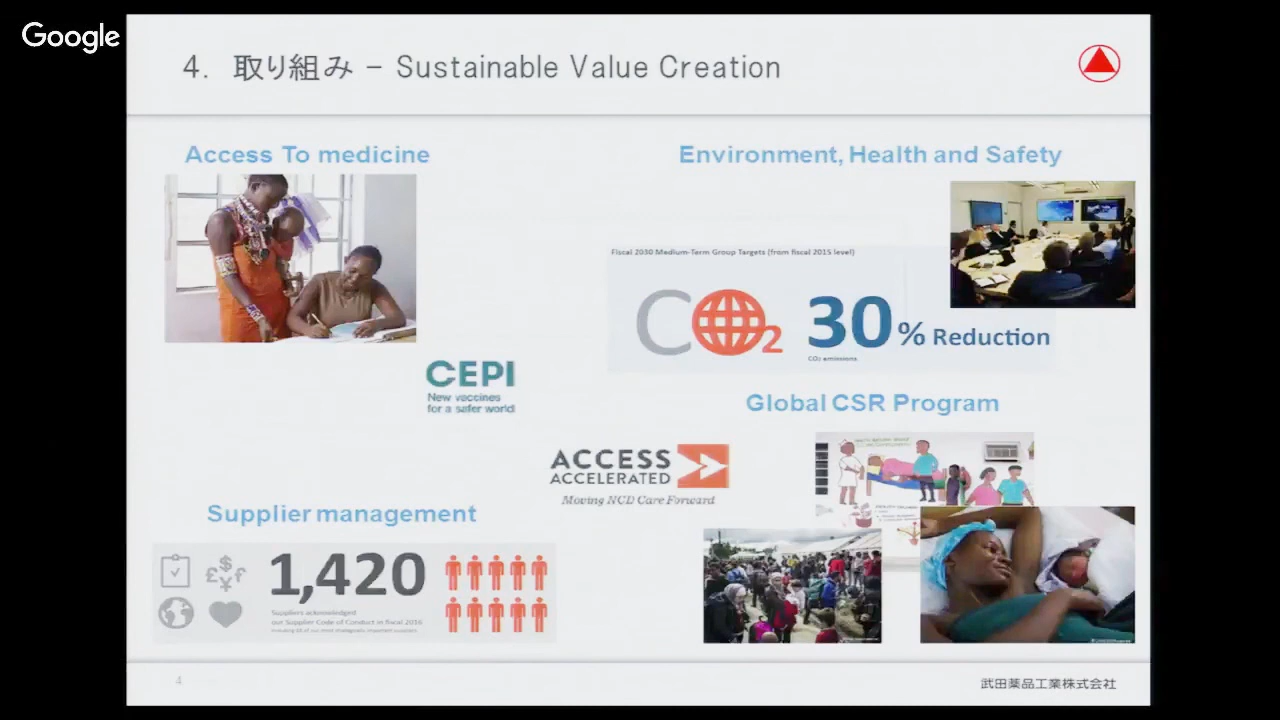 Google
4. 取り組み – Sustainable Value Creation
Access To medicine
Environment, Health and Safety
Fiscal 2030 Medium-Term Group Targets (from fiscal 2015 level)
CO2
30% Reduction
CO2 emissions
CEPI
New vaccines
for a safer world
Global CSR Program
ACCESS
ACCELERATED
Moving NCD Care Forward
Supplier management
1,420
Suppliers acknowledged
our Supplier Code of Conduct in fiscal 2016
4
武田薬品工業株式会社